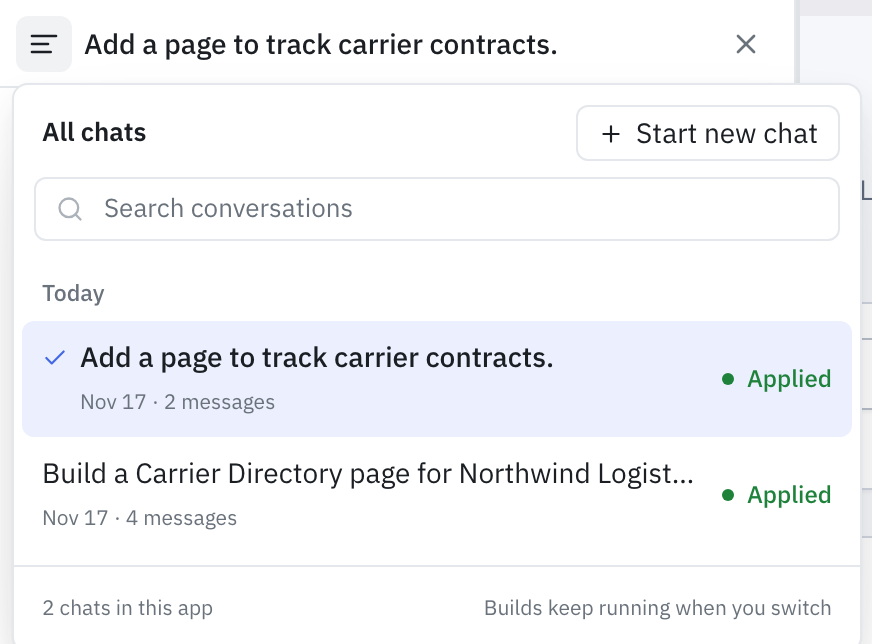 Add a page to track carrier contracts.
All chats
+ Start new chat
Search conversations
Today
Add a page to track carrier contracts.
Applied
Nov 17 · 2 messages
Build a Carrier Directory page for Northwind Logist...
Applied
Nov 17 · 4 messages
2 chats in this app
Builds keep running when you switch